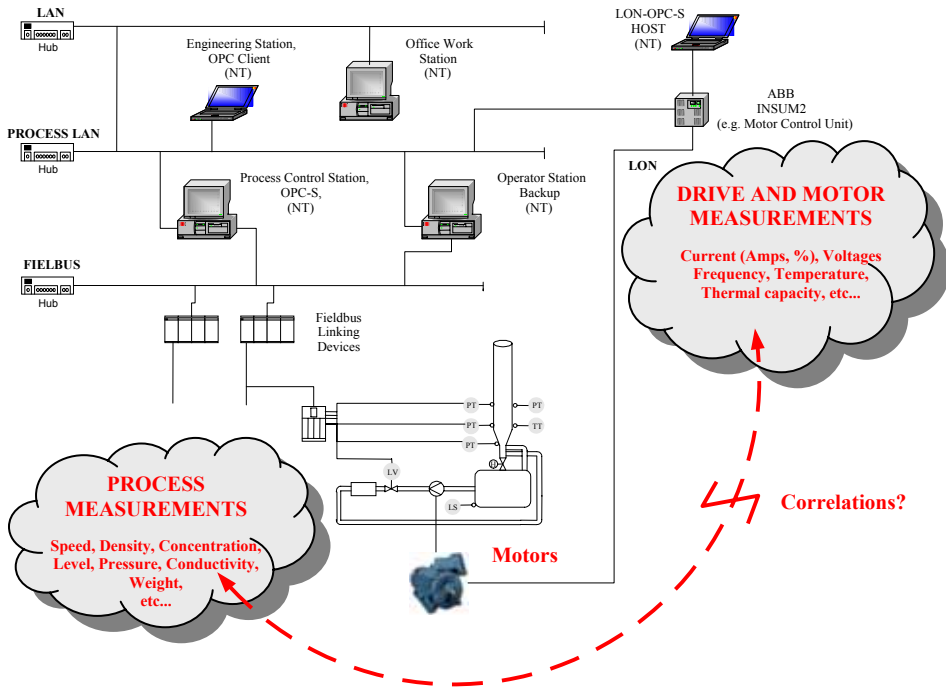 LAN
Hub
Engineering Station,
OPC Client
(NT)
Office Work
Station
(NT)
LON-OPC-S
HOST
(NT)
ABB
INSUM2
(e.g. Motor Control Unit)
PROCESS LAN
Hub
LON
Process Control Station,
OPC-S,
(NT)
Operator Station
Backup
(NT)
DRIVE AND MOTOR
MEASUREMENTS
Current (Amps, %), Voltages
Frequency, Temperature,
Thermal capacity, etc...
FIELBUS
Hub
Fieldbus
Linking
Devices
PT
PT
PT
TT
PT
LV
LS
PROCESS
MEASUREMENTS
Speed, Density, Concentration,
Level, Pressure, Conductivity,
Weight,
etc...
Motors
Correlations?